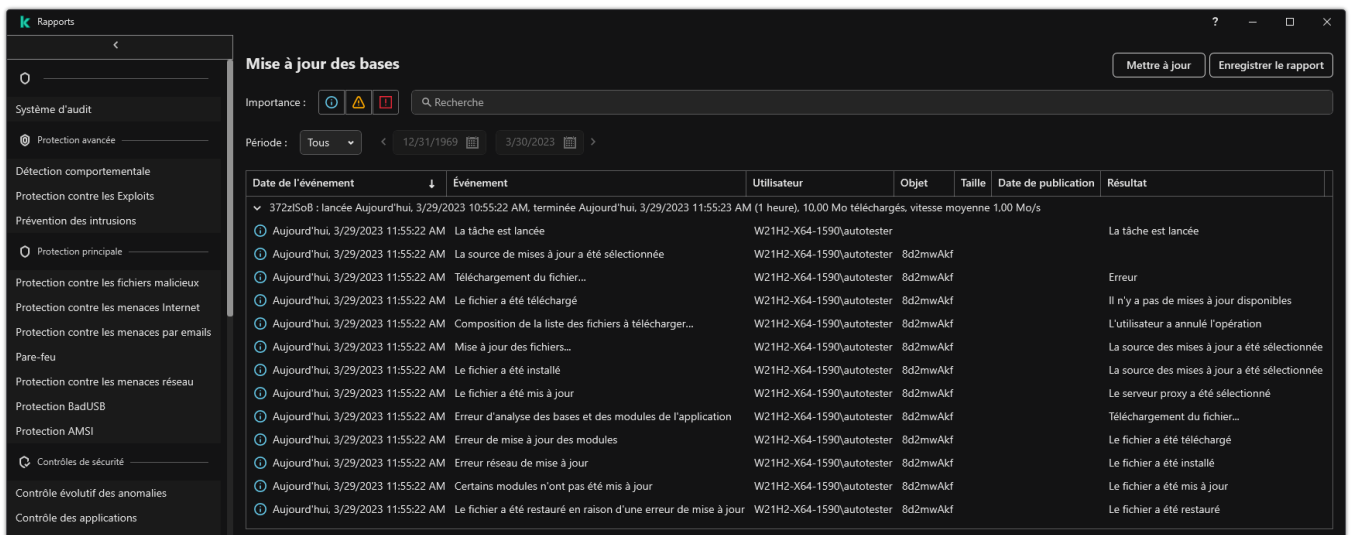 Rapports
Système d'audit
Protection avancée
Détection comportementale
Protection contre les Exploits
Prévention des intrusions
Protection principale
Protection contre les fichiers malicieux
Protection contre les menaces Internet
Protection contre les menaces par emails
Pare-feu
Protection contre les menaces réseau
Protection BadUSB
Protection AMSI
Contrôles de sécurité
Contrôle évolutif des anomalies
Contrôle des applications
Mise à jour des bases
Mettre à jour Enregistrer le rapport
Importance : Recherche
Période : Tous 12/31/1969 3/30/2023
Date de l'événement Événement Utilisateur Objet Taille Date de publication Résultat
372zlSoB : lancée Aujourd'hui, 3/29/2023 10:55:22 AM, terminée Aujourd'hui, 3/29/2023 11:55:23 AM (1 heure), 10,00 Mo téléchargés, vitesse moyenne 1,00 Mo/s
Aujourd'hui, 3/29/2023 11:55:22 AM La tâche est lancée W21H2-X64-1590\autotester La tâche est lancée
Aujourd'hui, 3/29/2023 11:55:22 AM La source de mises à jour a été sélectionnée W21H2-X64-1590\autotester 8d2mwAkf
Aujourd'hui, 3/29/2023 11:55:22 AM Téléchargement du fichier... W21H2-X64-1590\autotester 8d2mwAkf Erreur
Aujourd'hui, 3/29/2023 11:55:22 AM Le fichier a été téléchargé W21H2-X64-1590\autotester 8d2mwAkf Il n'y a pas de mises à jour disponibles
Aujourd'hui, 3/29/2023 11:55:22 AM Composition de la liste des fichiers à télécharger... W21H2-X64-1590\autotester 8d2mwAkf L'utilisateur a annulé l'opération
Aujourd'hui, 3/29/2023 11:55:22 AM Mise à jour des fichiers... W21H2-X64-1590\autotester 8d2mwAkf La source des mises à jour a été sélectionnée
Aujourd'hui, 3/29/2023 11:55:22 AM Le fichier a été installé W21H2-X64-1590\autotester 8d2mwAkf La source des mises à jour a été sélectionnée
Aujourd'hui, 3/29/2023 11:55:22 AM Le fichier a été mis à jour W21H2-X64-1590\autotester 8d2mwAkf Le serveur proxy a été sélectionné
Aujourd'hui, 3/29/2023 11:55:22 AM Erreur d'analyse des bases et des modules de l'application W21H2-X64-1590\autotester 8d2mwAkf Téléchargement du fichier...
Aujourd'hui, 3/29/2023 11:55:22 AM Erreur de mise à jour des modules W21H2-X64-1590\autotester 8d2mwAkf Le fichier a été téléchargé
Aujourd'hui, 3/29/2023 11:55:22 AM Erreur réseau de mise à jour W21H2-X64-1590\autotester 8d2mwAkf Le fichier a été installé
Aujourd'hui, 3/29/2023 11:55:22 AM Certains modules n'ont pas été mis à jour W21H2-X64-1590\autotester 8d2mwAkf Le fichier a été mis à jour
Aujourd'hui, 3/29/2023 11:55:22 AM Le fichier a été restauré en raison d'une erreur de mise à jour W21H2-X64-1590\autotester 8d2mwAkf Le fichier a été restauré